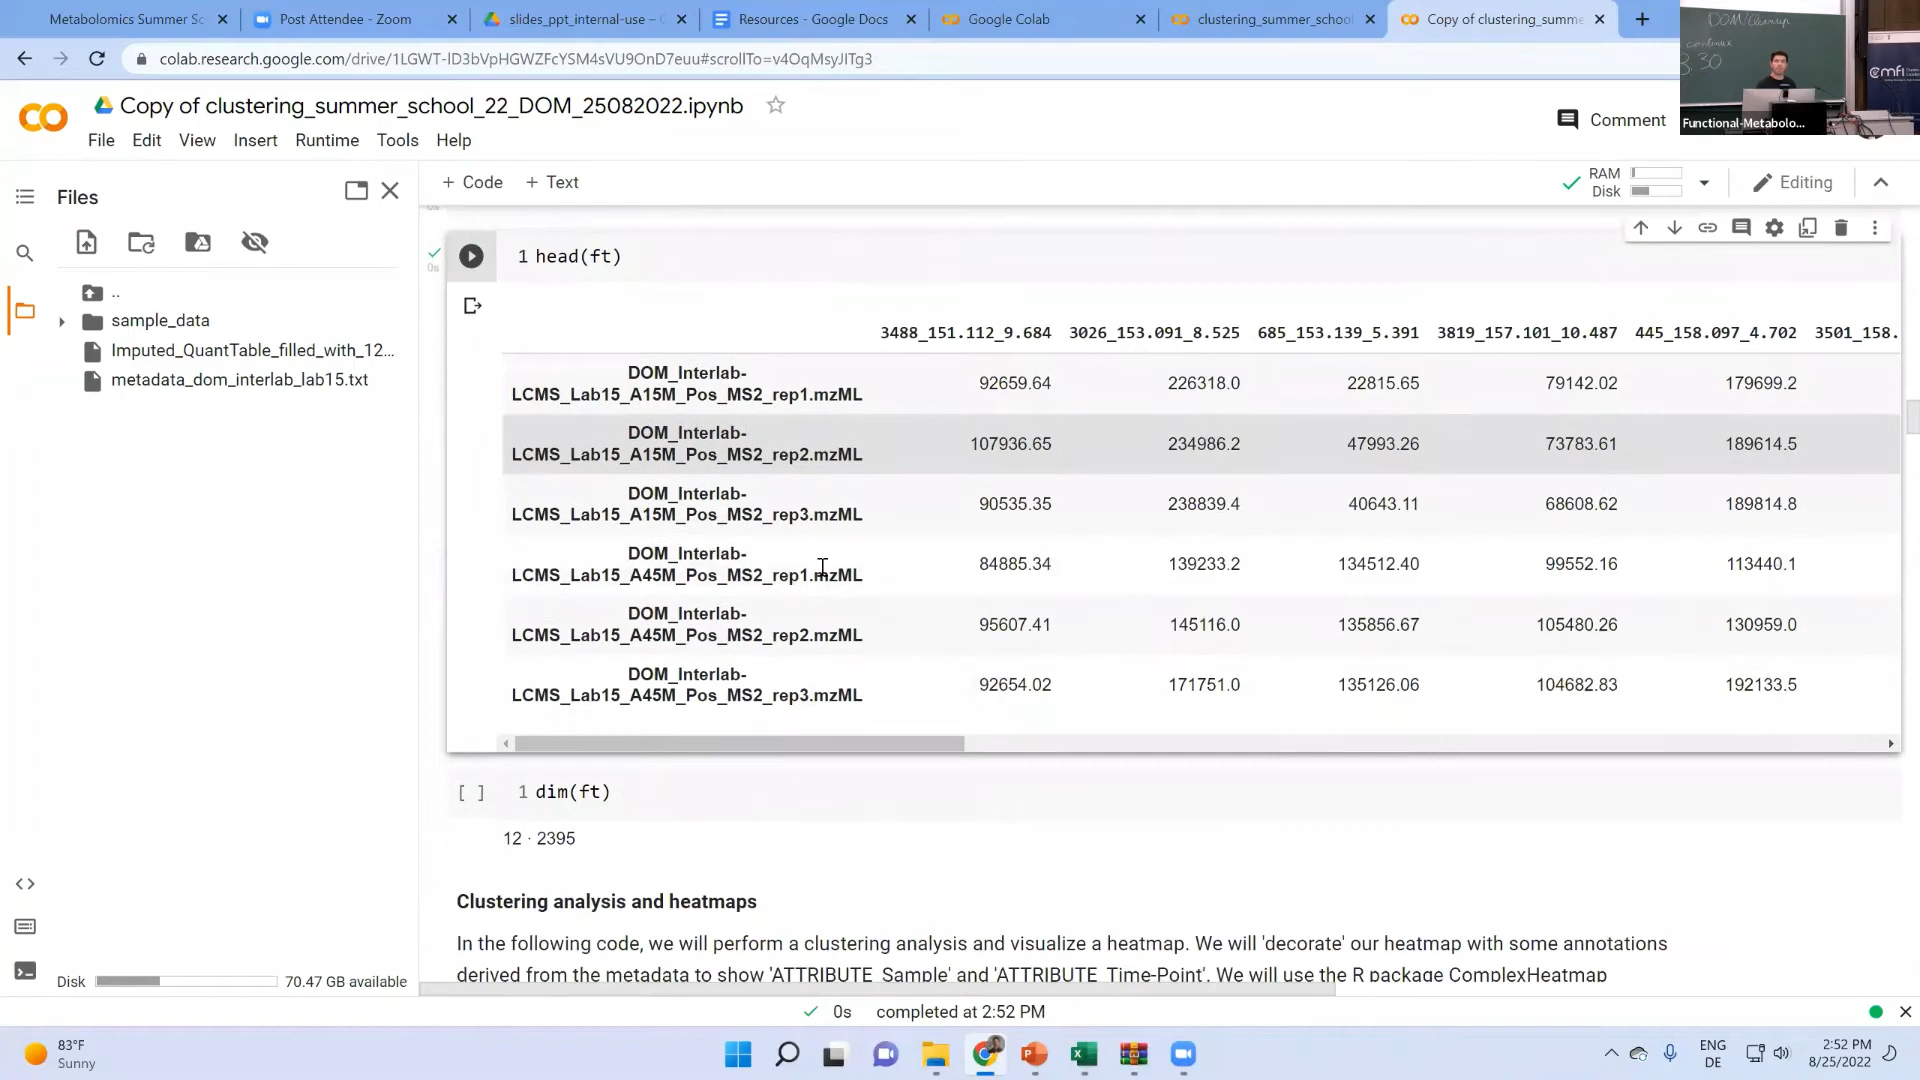 Metabolomics Summer Sc
Post Attendee - Zoom
slides_ppt_internal-use –
Resources - Google Docs
Google Colab
clustering_summer_school
Copy of clustering_summe
colab.research.google.com/drive/1LGWT-lD3bVpHGWZFcYSM4sVU9OnD7euu#scrollTo=v4OqMsyJITg3
DOM Cleanup
continue
3.30
cmfi
Functional-Metabolo...
Copy of clustering_summer_school_22_DOM_25082022.ipynb
Comment
File Edit View Insert Runtime Tools Help
Files
+ Code + Text
RAM
Disk
Editing
..
sample_data
Imputed_QuantTable_filled_with_12...
metadata_dom_interlab_lab15.txt
0s
0s
1 head(ft)
3488_151.112_9.684 3026_153.091_8.525 685_153.139_5.391 3819_157.101_10.487 445_158.097_4.702 3501_158.
DOM_Interlab-
LCMS_Lab15_A15M_Pos_MS2_rep1.mzML 92659.64 226318.0 22815.65 79142.02 179699.2
DOM_Interlab-
LCMS_Lab15_A15M_Pos_MS2_rep2.mzML 107936.65 234986.2 47993.26 73783.61 189614.5
DOM_Interlab-
LCMS_Lab15_A15M_Pos_MS2_rep3.mzML 90535.35 238839.4 40643.11 68608.62 189814.8
DOM_Interlab-
LCMS_Lab15_A45M_Pos_MS2_rep1.mzML 84885.34 139233.2 134512.40 99552.16 113440.1
DOM_Interlab-
LCMS_Lab15_A45M_Pos_MS2_rep2.mzML 95607.41 145116.0 135856.67 105480.26 130959.0
DOM_Interlab-
LCMS_Lab15_A45M_Pos_MS2_rep3.mzML 92654.02 171751.0 135126.06 104682.83 192133.5
[ ] 1 dim(ft)
12 · 2395
Clustering analysis and heatmaps
In the following code, we will perform a clustering analysis and visualize a heatmap. We will 'decorate' our heatmap with some annotations
derived from the metadata to show 'ATTRIBUTE_Sample' and 'ATTRIBUTE_Time-Point'. We will use the R package ComplexHeatmap
Disk 70.47 GB available
0s completed at 2:52 PM
83°F
Sunny
ENG
DE
2:52 PM
8/25/2022